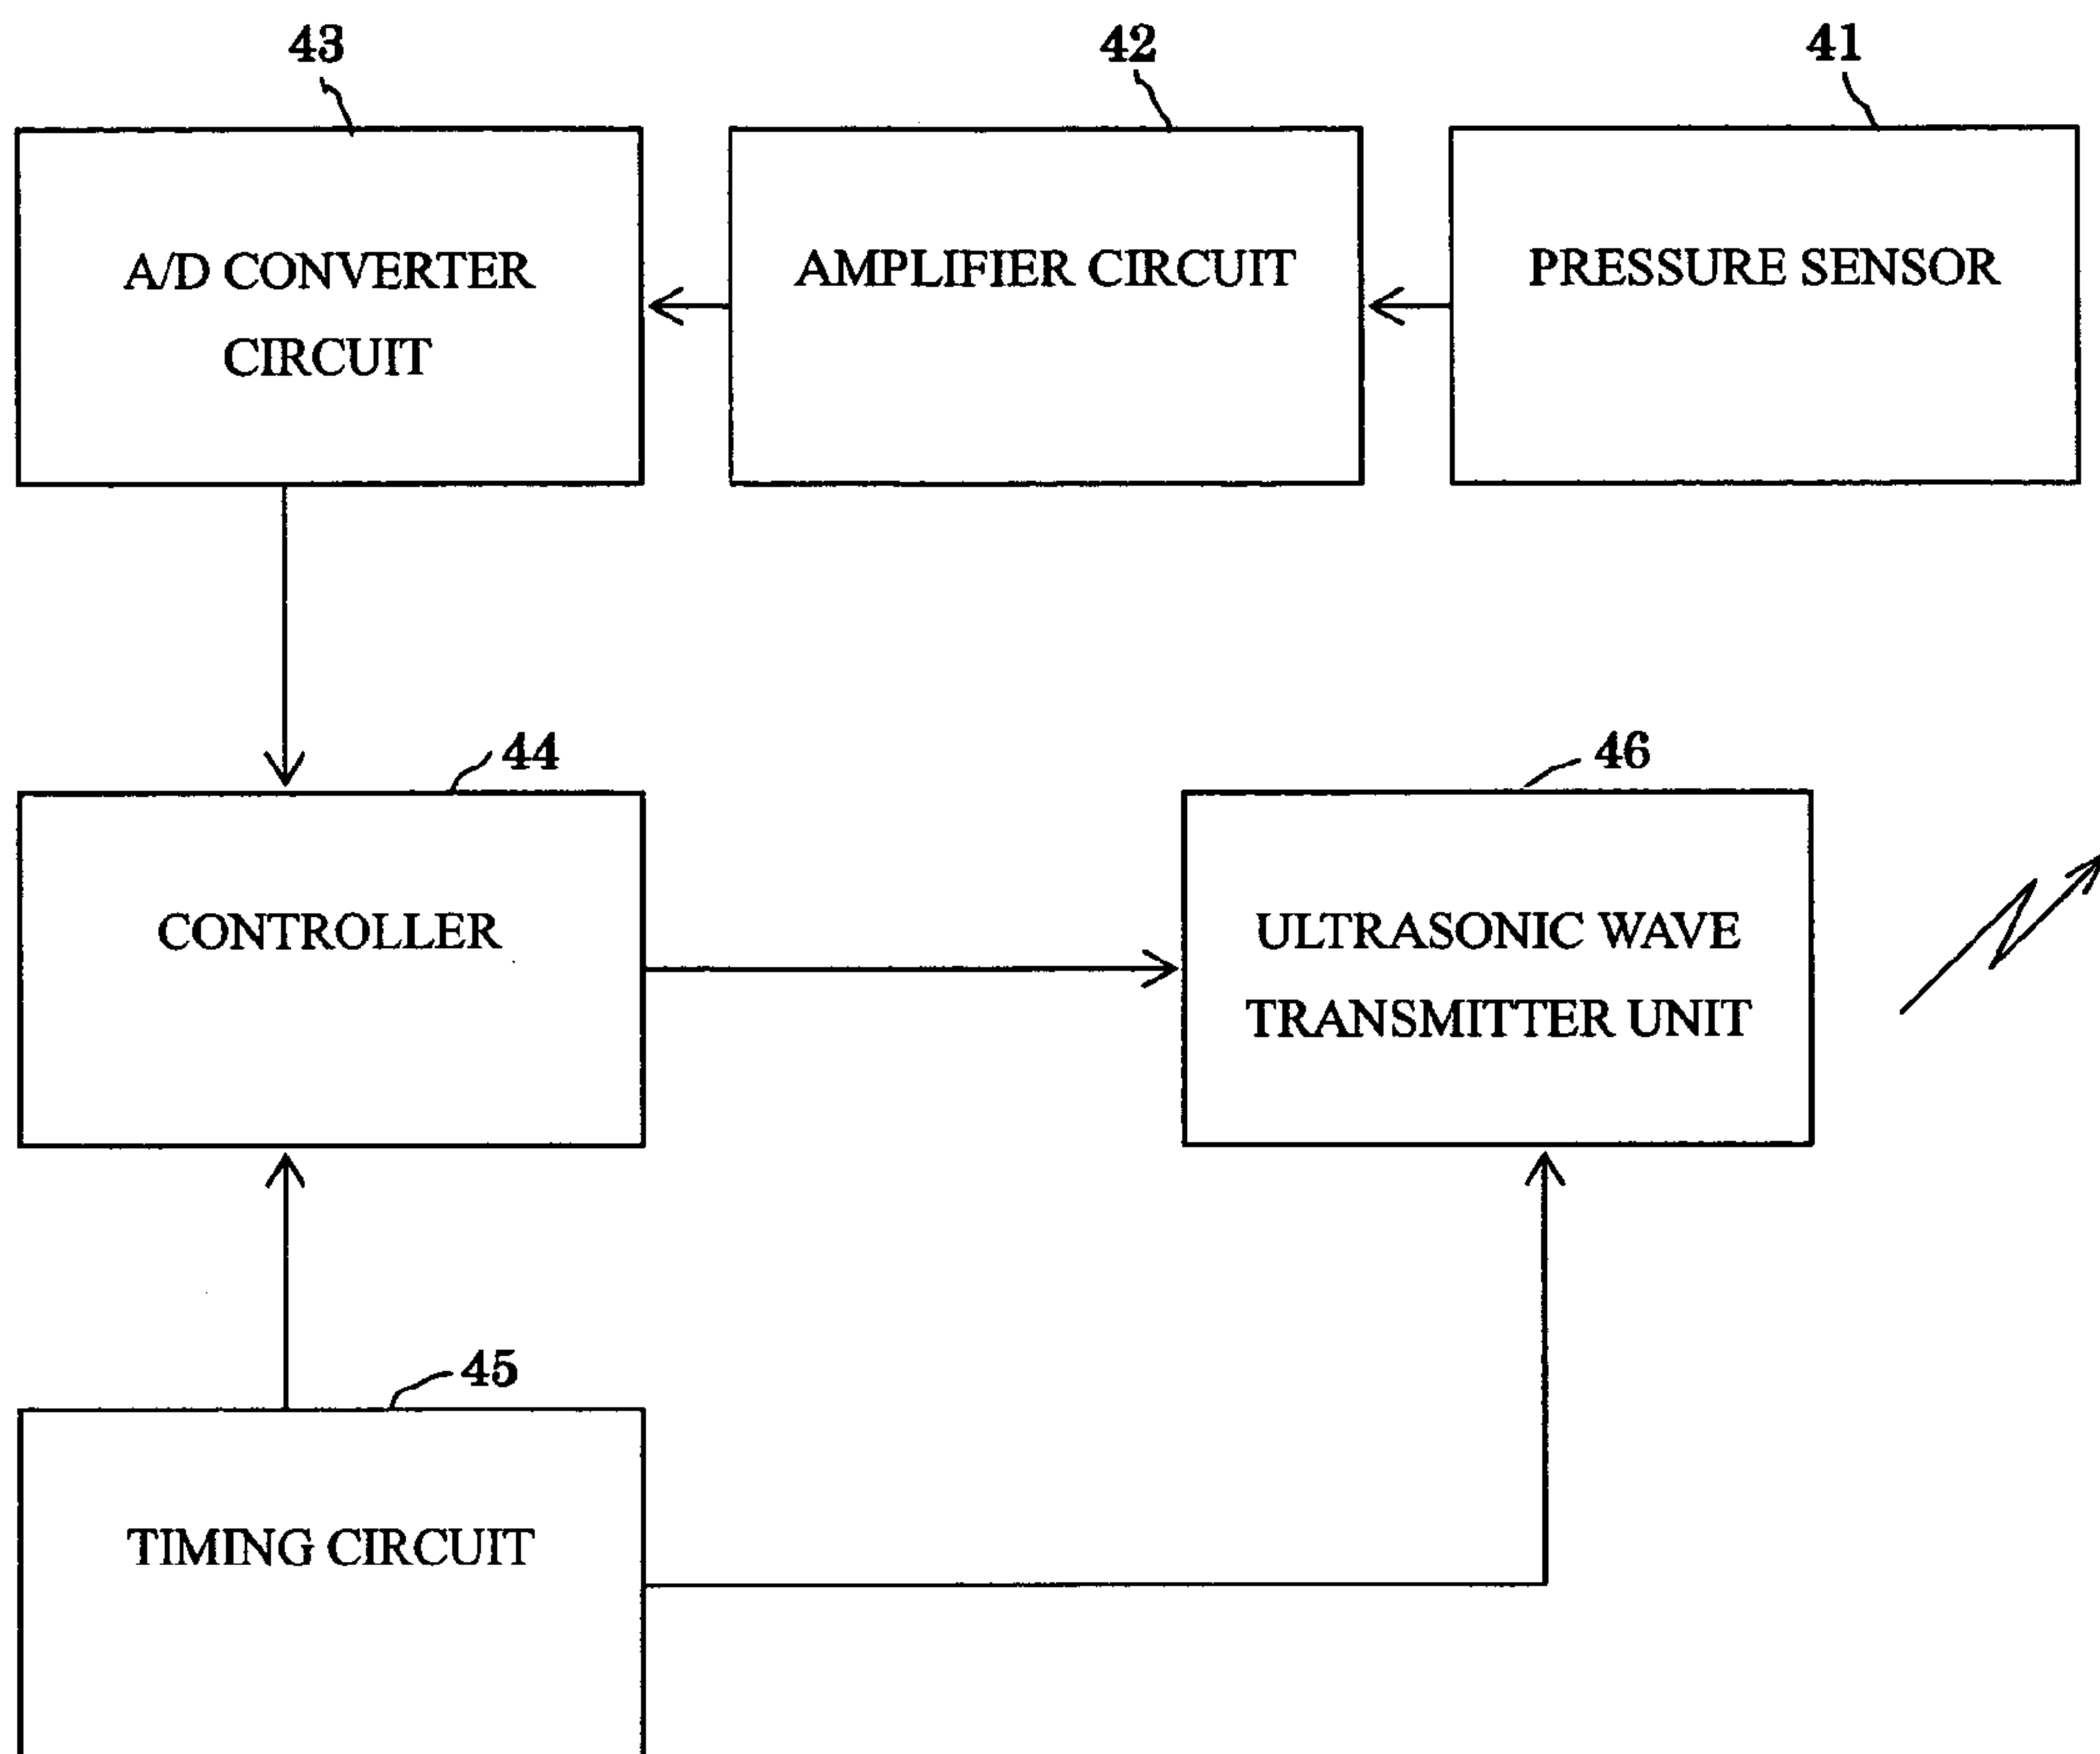 43
42
41
A/D CONVERTER
CIRCUIT
AMPLIFIER CIRCUIT
PRESSURE SENSOR
44
46
CONTROLLER
ULTRASONIC WAVE
TRANSMITTER UNIT
45
TIMING CIRCUIT